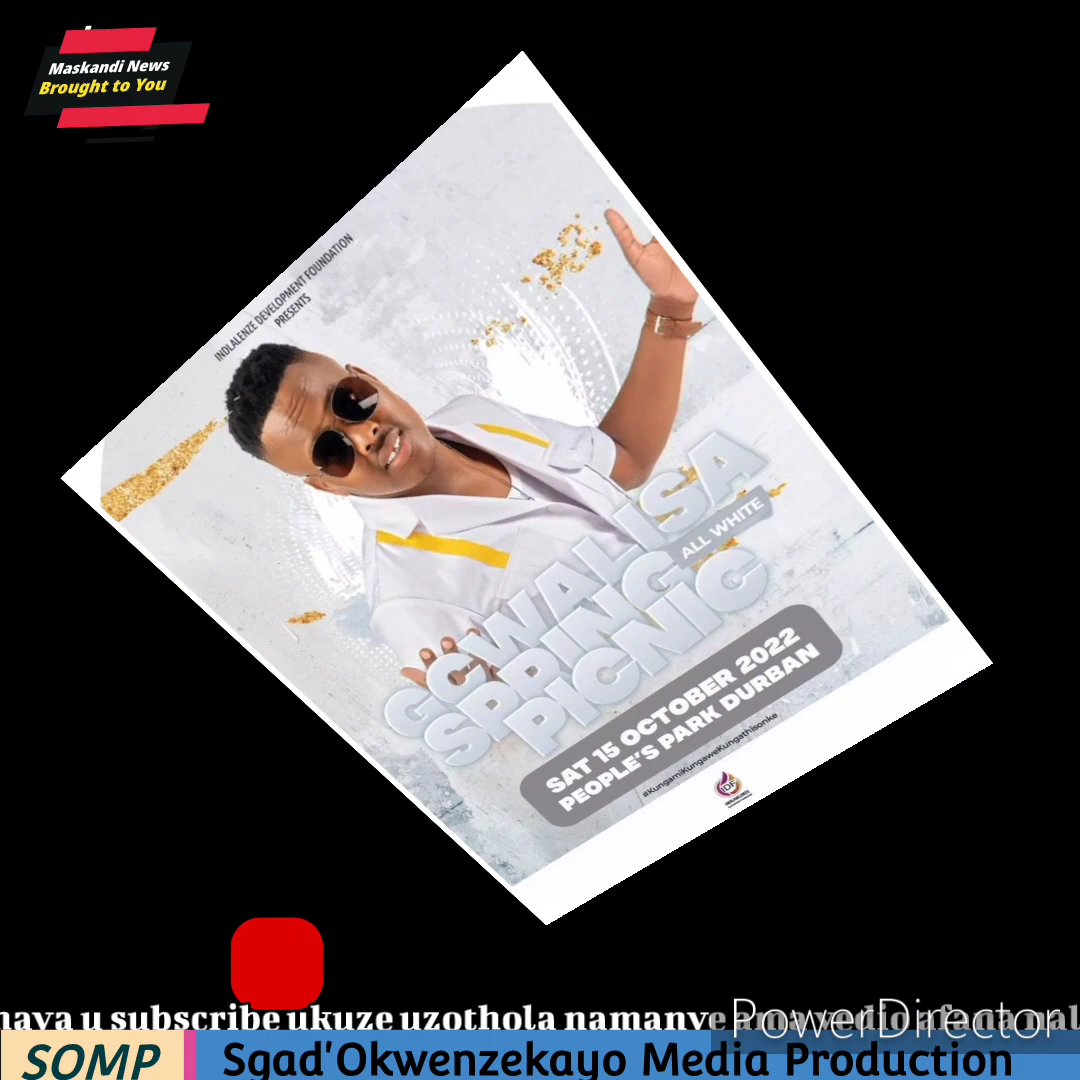 Maskandi News
Brought to You
INDLALENZE DEVELOPMENT FOUNDATION
PRESENTS
GCWALISA
ALL WHITE
SPRING
PICNIC
SAT 15 OCTOBER 2022
PEOPLE'S PARK DURBAN
#KungamiKungaweKungathisonke
IDF
u subscribe ukuze uzothola namanye
PowerDirector
SOMP
Sgad'Okwenzekayo Media Production